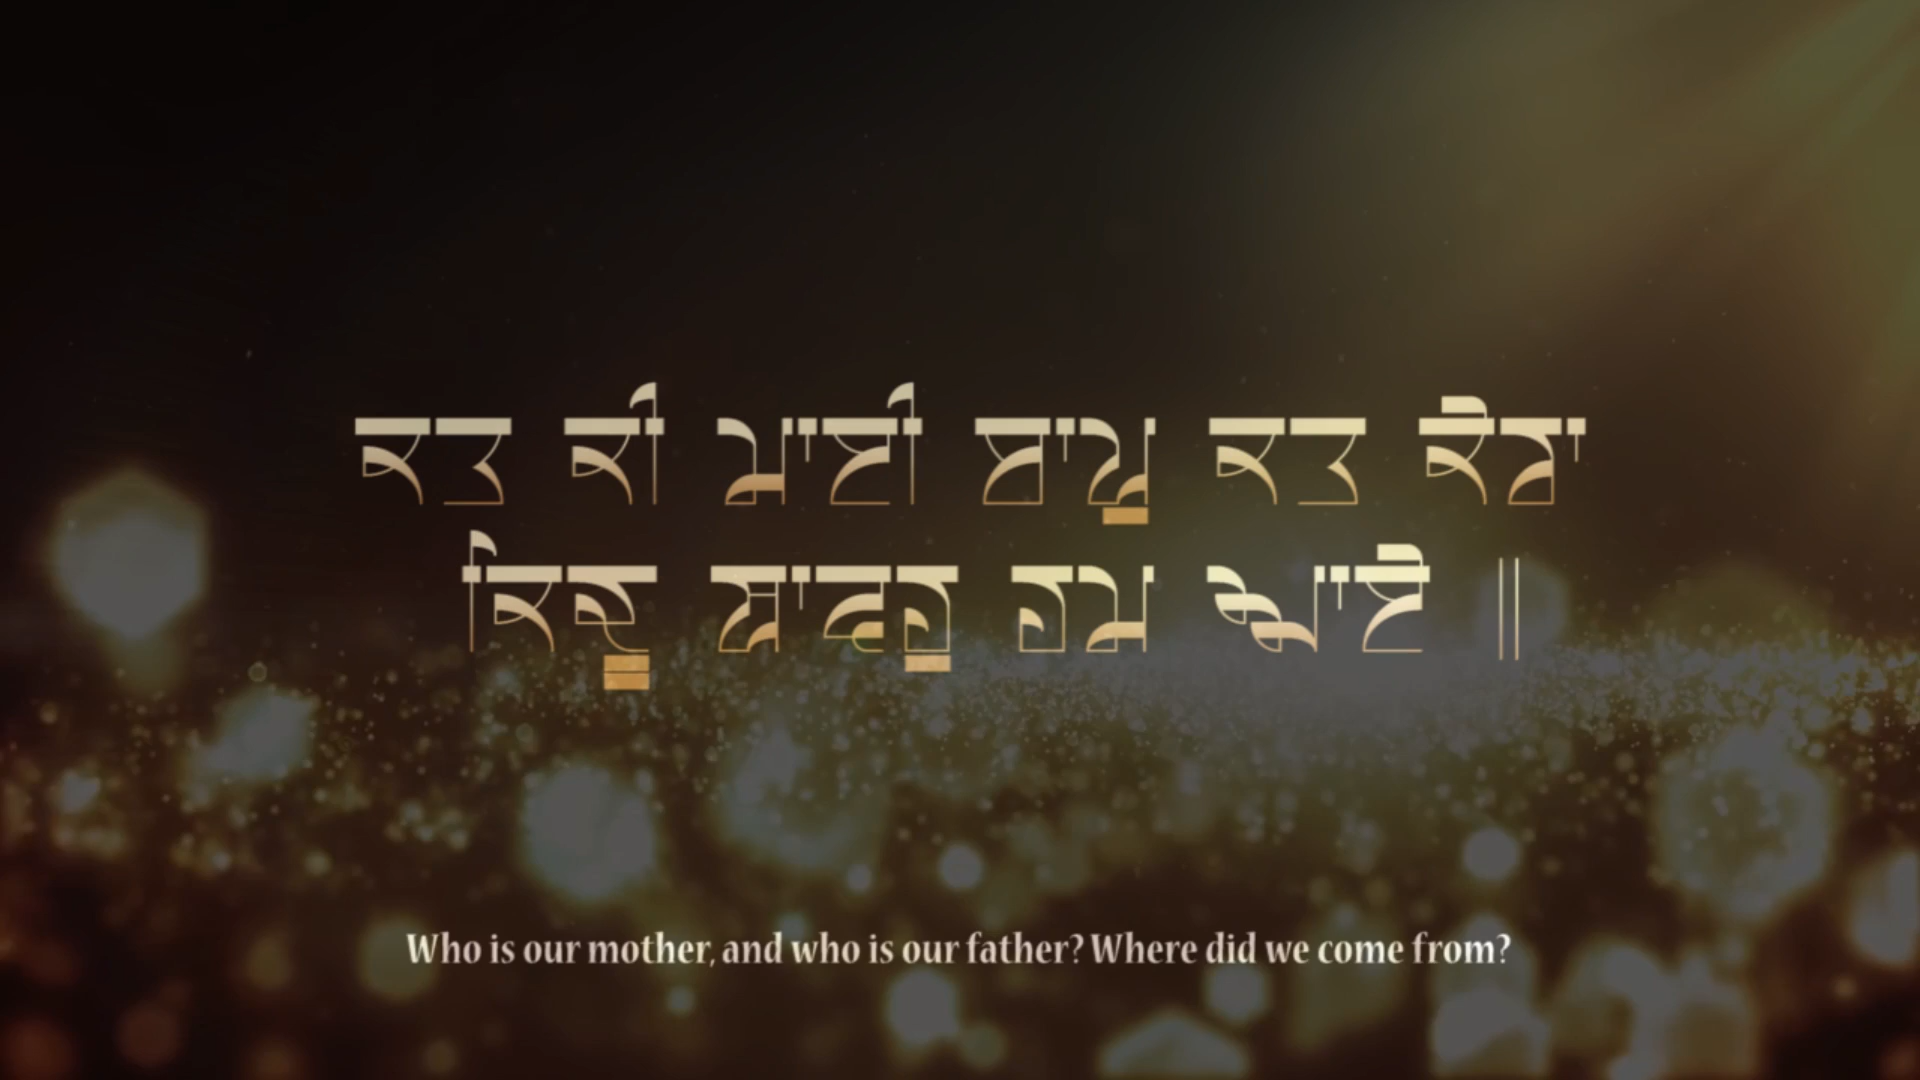 ਕਤ ਕੀ ਮਾਈ ਬਾਪੁ ਕਤ ਕੇਰਾ
ਕਿਦੂ ਥਾਵਹੁ ਹਮ ਆਏ ॥
Who is our mother, and who is our father? Where did we come from?